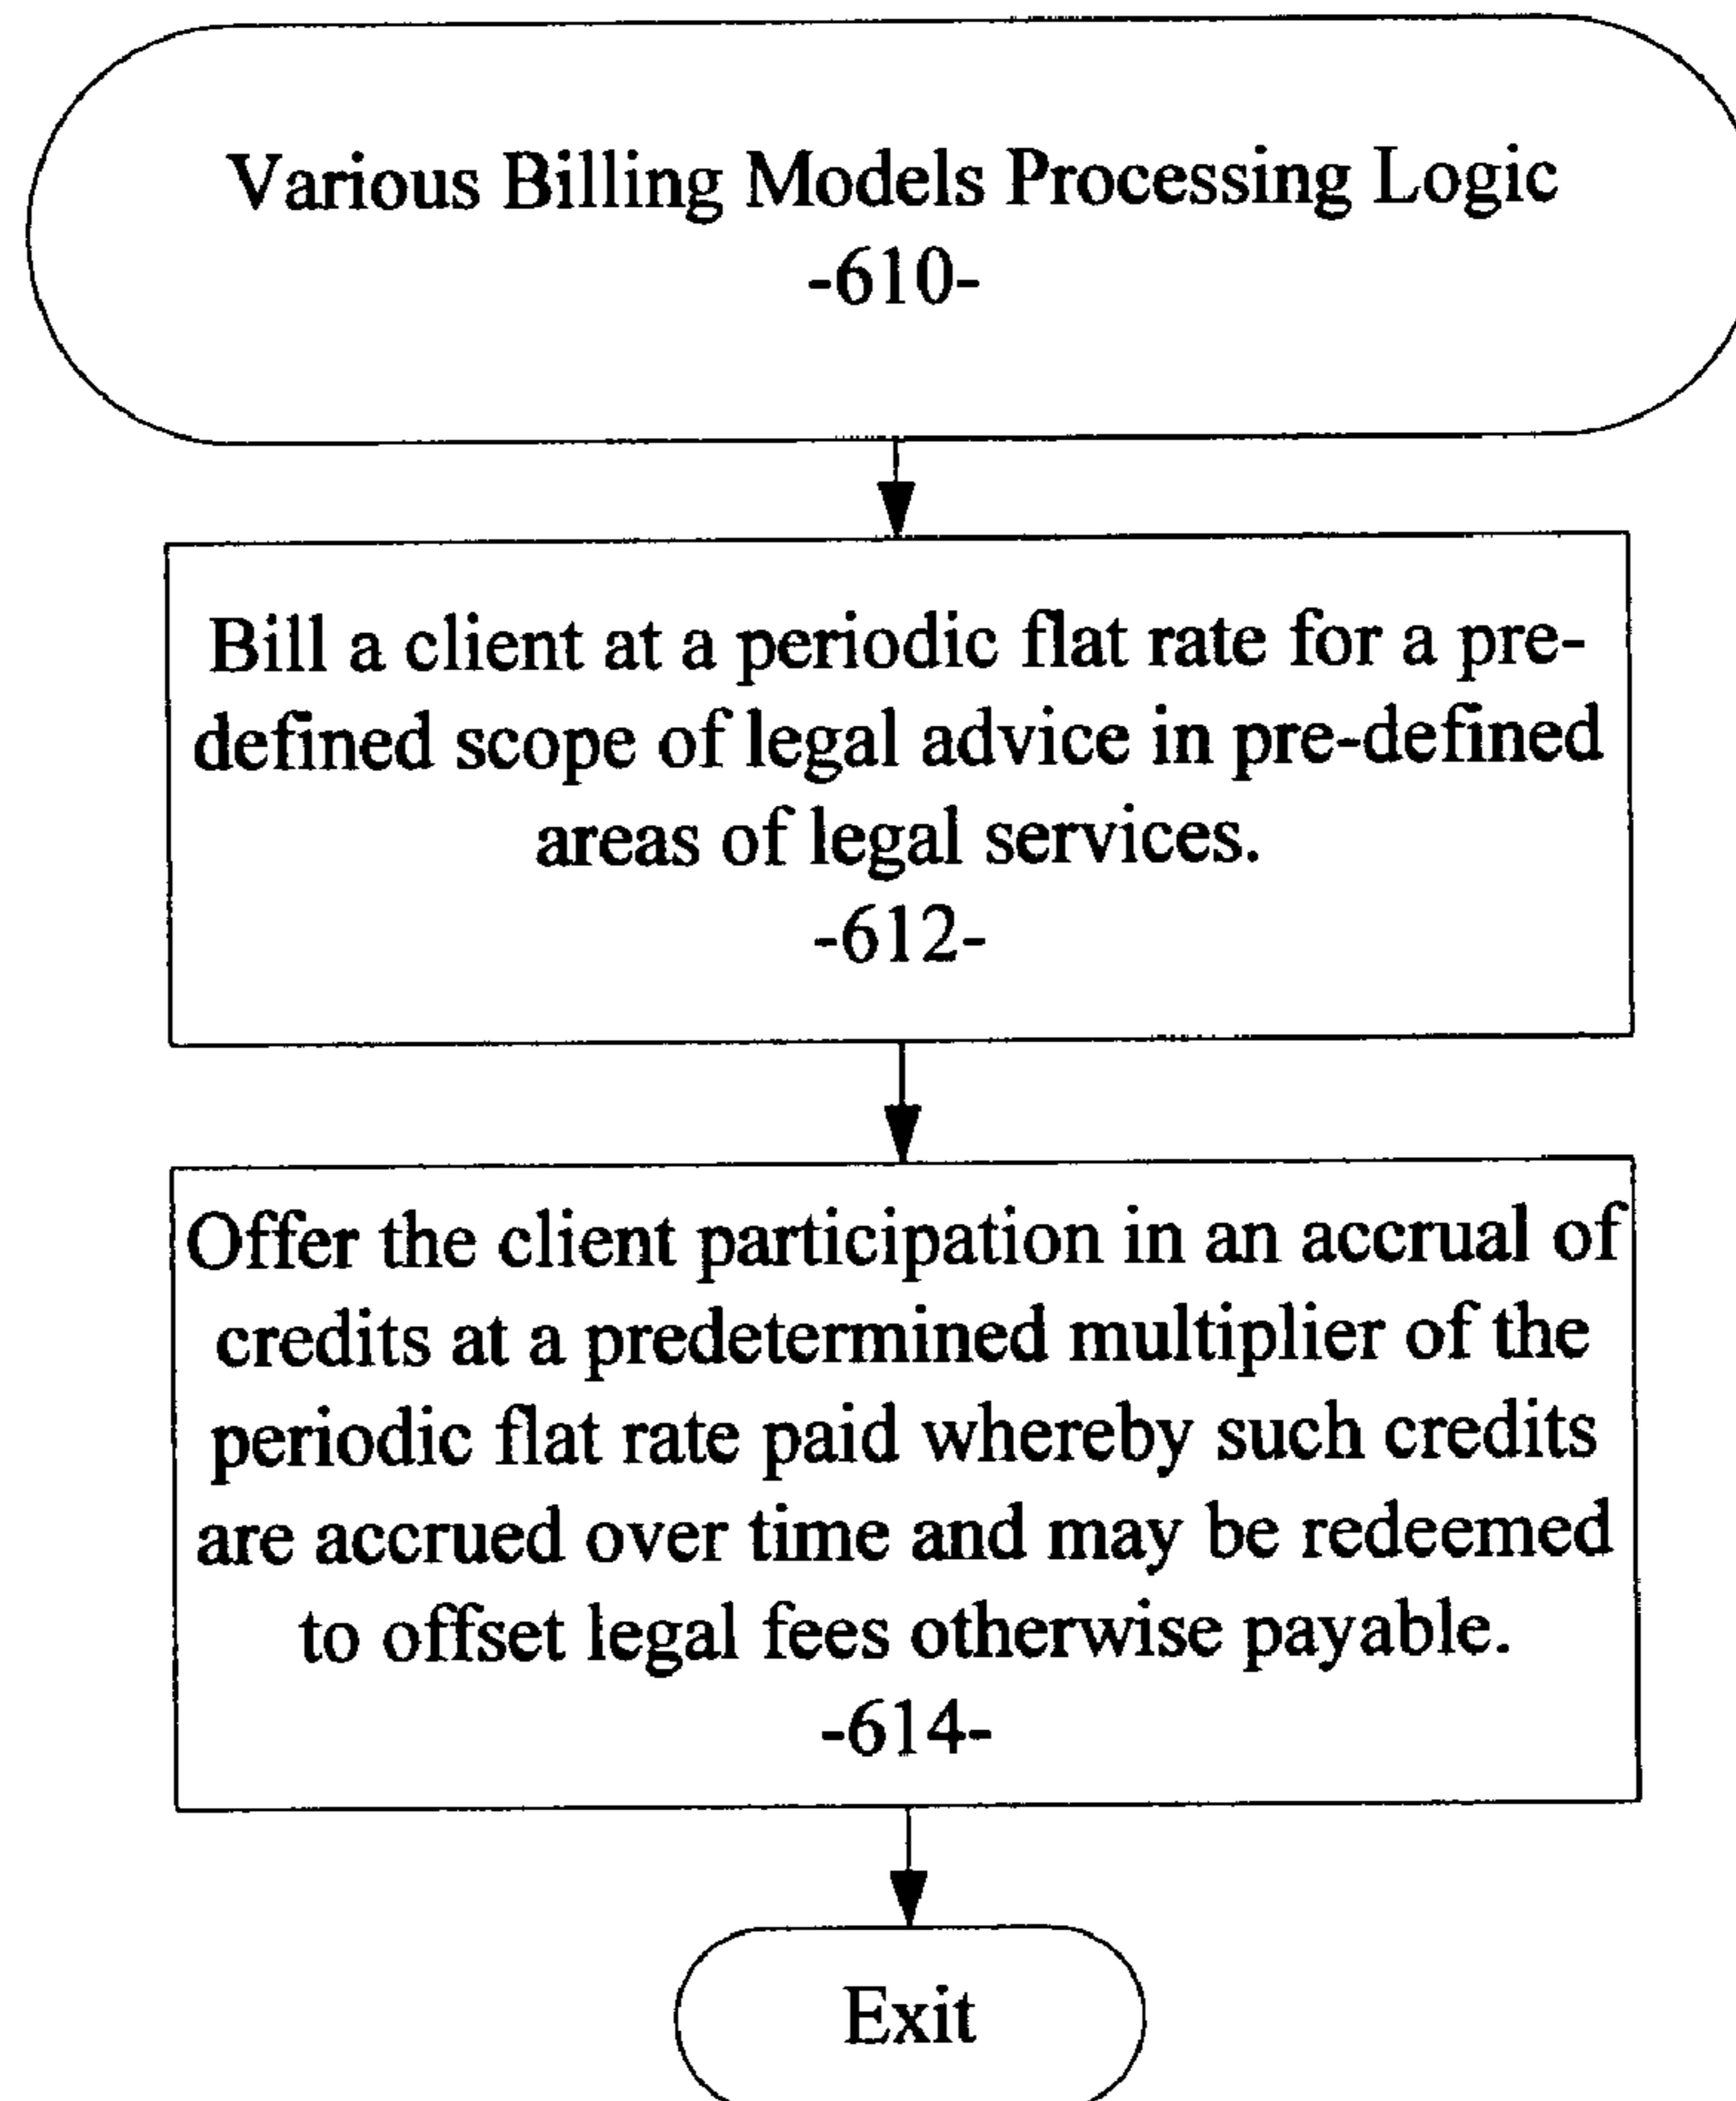 Various Billing Models Processing Logic
-610-
Bill a client at a periodic flat rate for a pre-
defined scope of legal advice in pre-defined
areas of legal services.
-612-
Offer the client participation in an accrual of
credits at a predetermined multiplier of the
periodic flat rate paid whereby such credits
are accrued over time and may be redeemed
to offset legal fees otherwise payable.
-614-
Exit